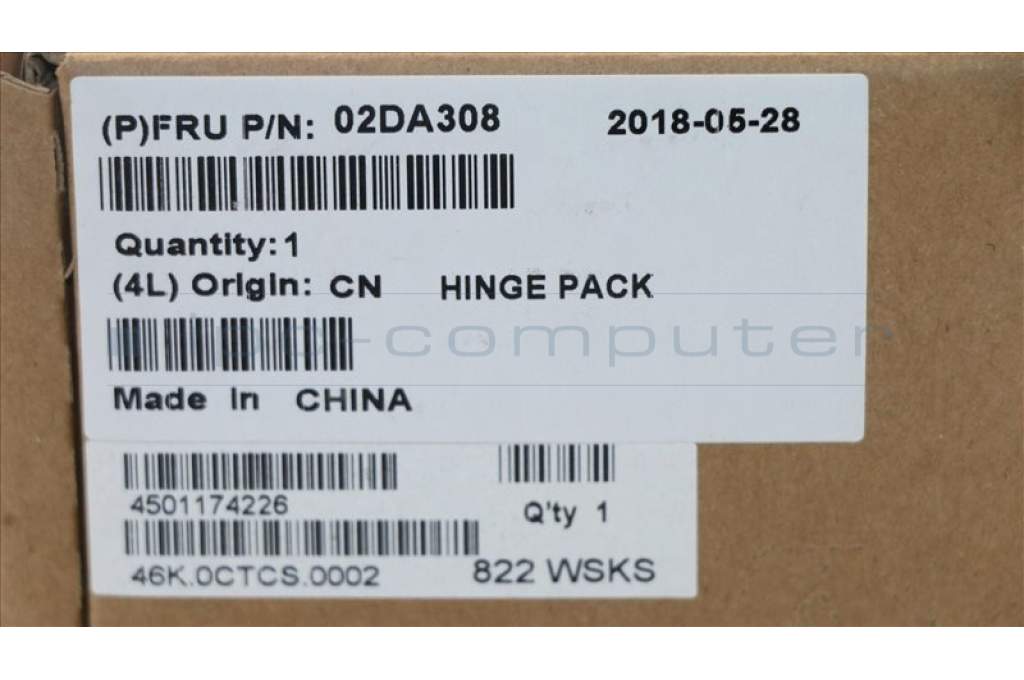 (P)FRU P/N: 02DA308 2018-05-28
Quantity: 1
(4L) Origin: CN HINGE PACK
ipc-computer
Made In CHINA
4501174226
Q'ty 1
46K.0CTCS.0002
822 WSKS